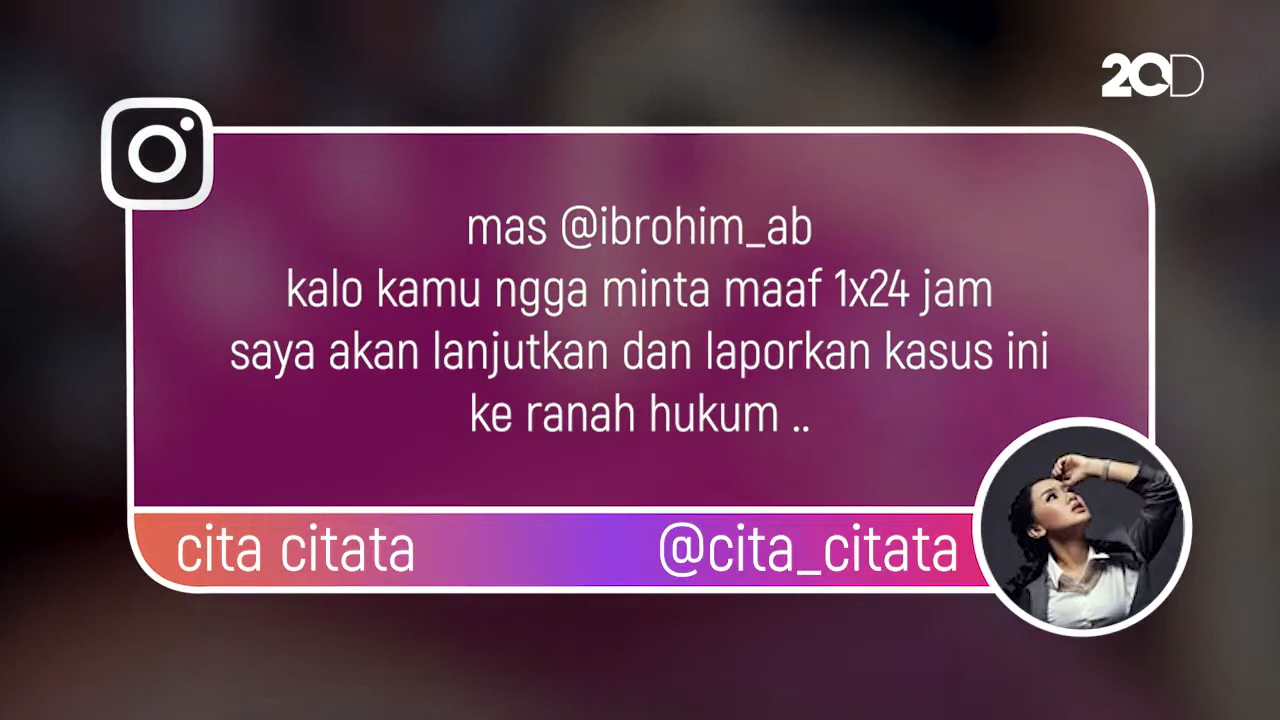 20D
mas @ibrohim_ab
kalo kamu ngga minta maaf 1x24 jam
saya akan lanjutkan dan laporkan kasus ini
ke ranah hukum ..
cita citata
@cita_citata